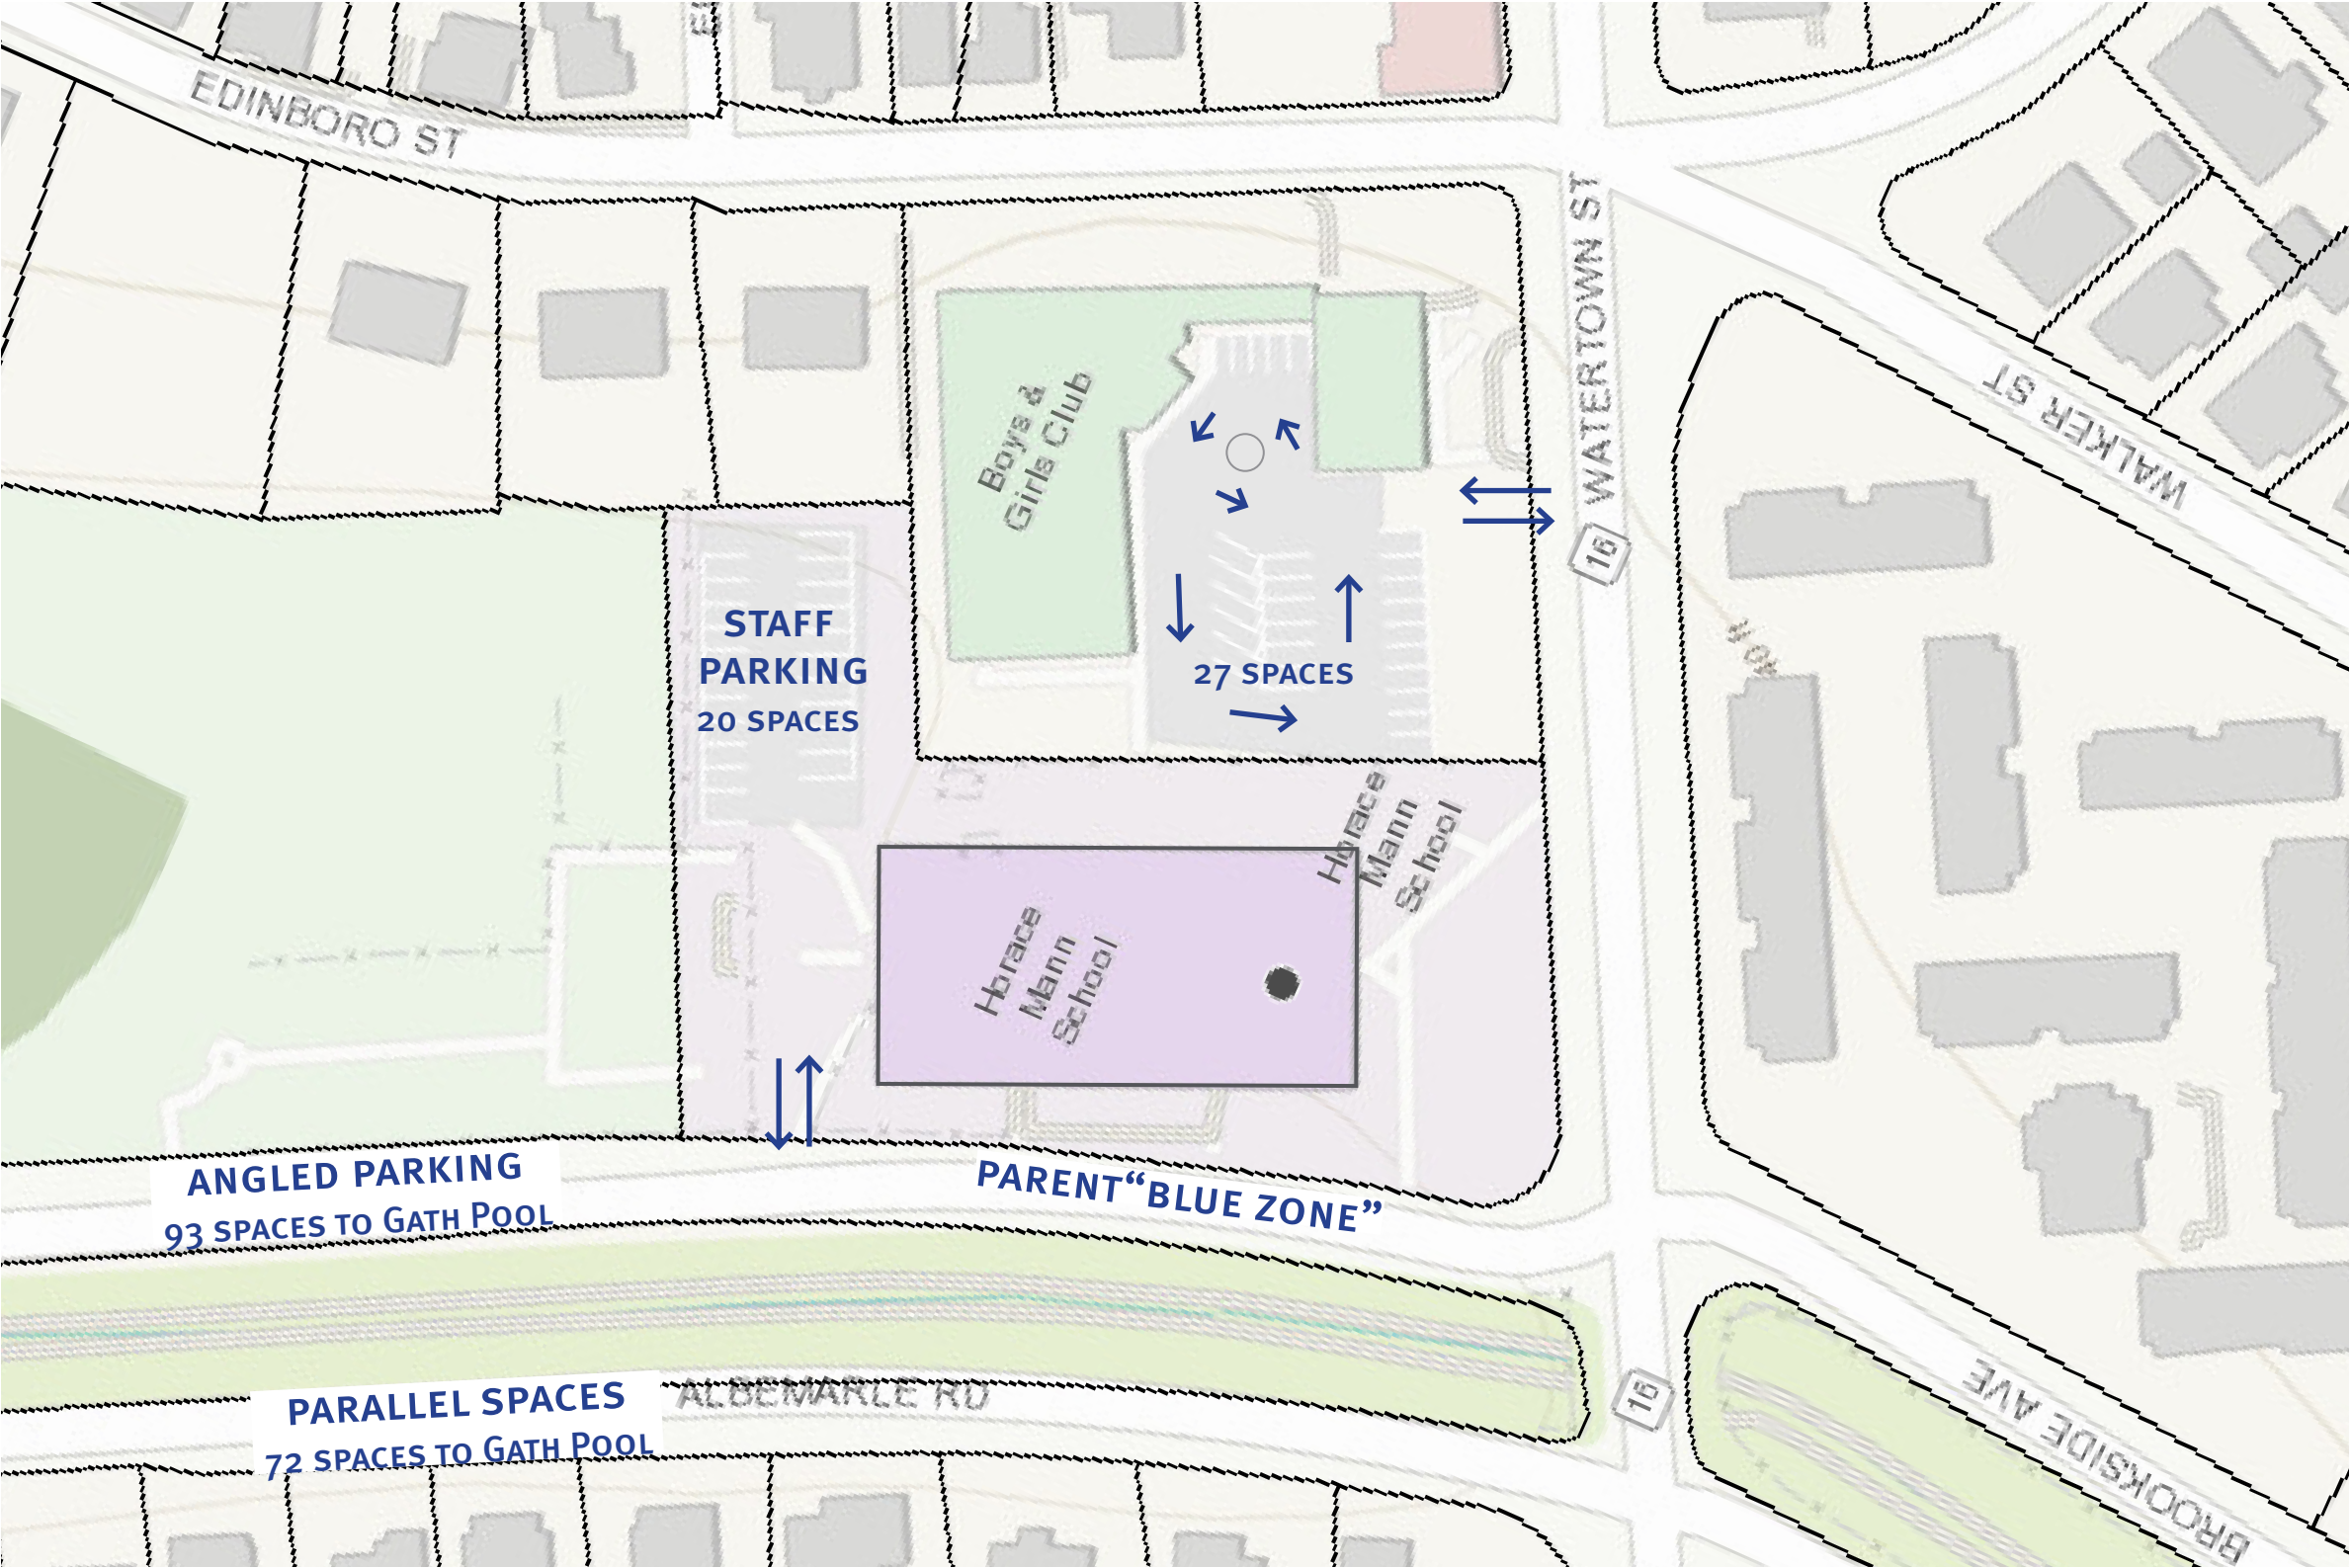 EDINBORO ST
WATERTOWN ST
WALKER ST
Boys &
Girls Club
16
40 ft
STAFF
PARKING
20 SPACES
27 SPACES
Horace
Mann
School
Horace
Mann
School
ANGLED PARKING
93 SPACES TO GATH POOL
PARENT “BLUE ZONE”
PARALLEL SPACES
72 SPACES TO GATH POOL
ALBEMARLE RD
16
BROOKSIDE AVE